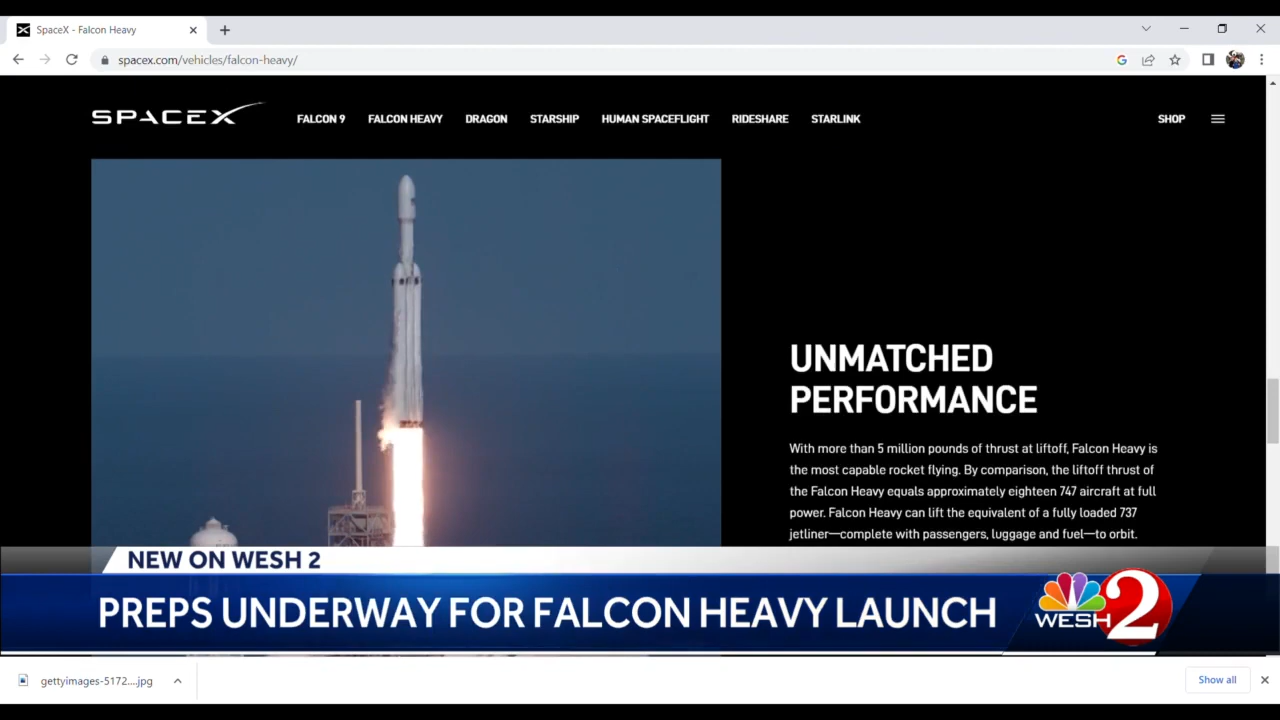 SpaceX - Falcon Heavy
spacex.com/vehicles/falcon-heavy/
SPACEX
FALCON 9
FALCON HEAVY
DRAGON
STARSHIP
HUMAN SPACEFLIGHT
RIDESHARE
STARLINK
SHOP
UNMATCHED
PERFORMANCE
With more than 5 million pounds of thrust at liftoff, Falcon Heavy is
the most capable rocket flying. By comparison, the liftoff thrust of
the Falcon Heavy equals approximately eighteen 747 aircraft at full
power. Falcon Heavy can lift the equivalent of a fully loaded 737
jetliner—complete with passengers, luggage and fuel—to orbit.
NEW ON WESH 2
PREPS UNDERWAY FOR FALCON HEAVY LAUNCH
WESH 2
gettyimages-5172....jpg
Show all